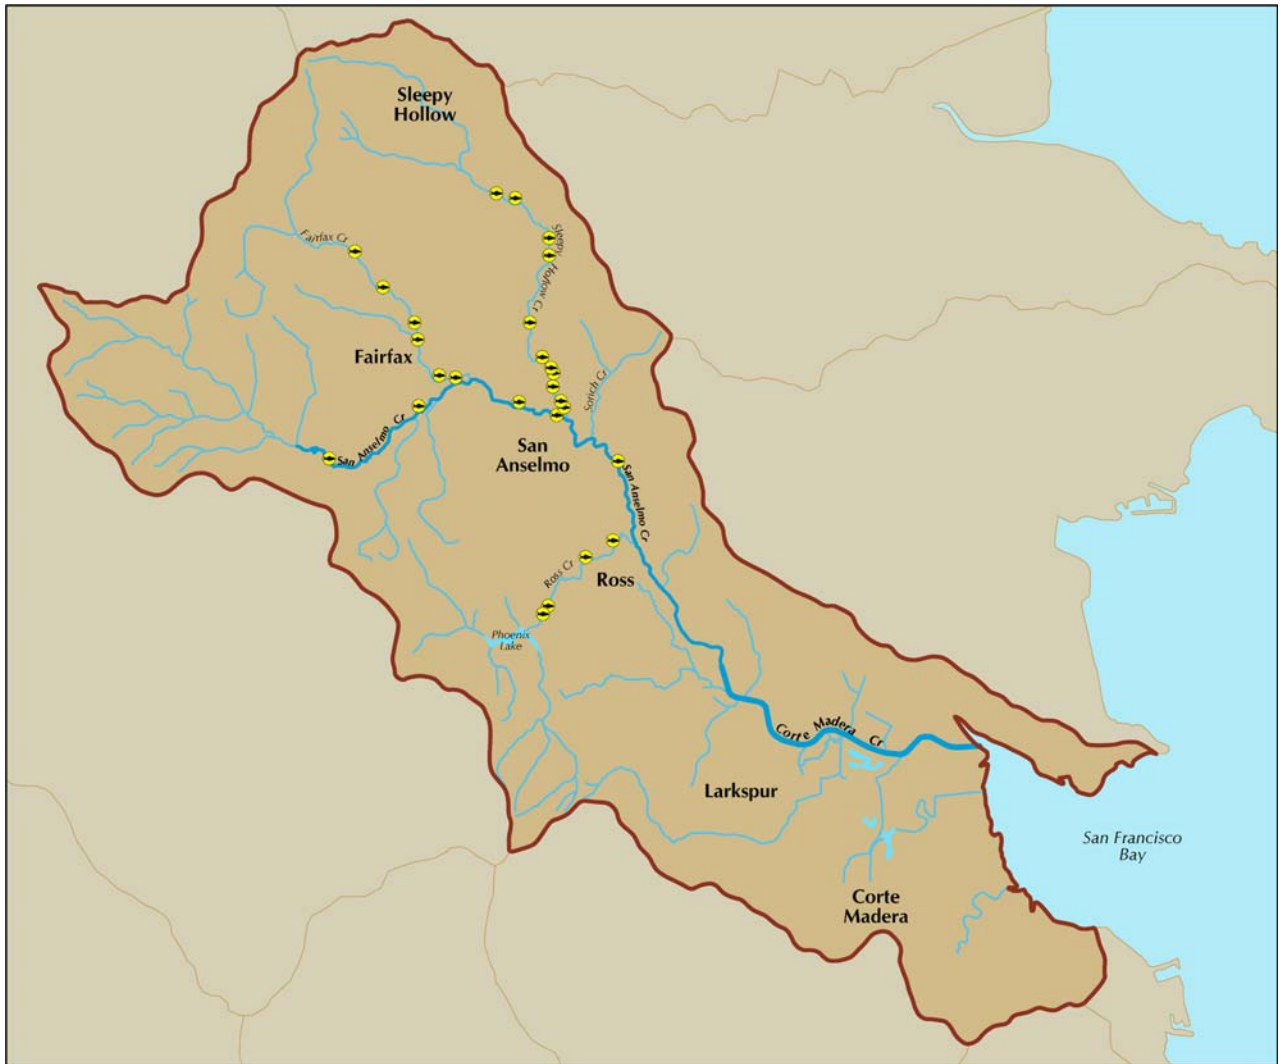 Sleepy
Hollow
Fairfax Cr
Sleepy Hollow Cr
Fairfax
Sorich Cr
San Anselmo Cr
San
Anselmo
San Anselmo Cr
Ross Cr
Ross
Phoenix
Lake
Corte Madera Cr
Larkspur
San Francisco
Bay
Corte
Madera